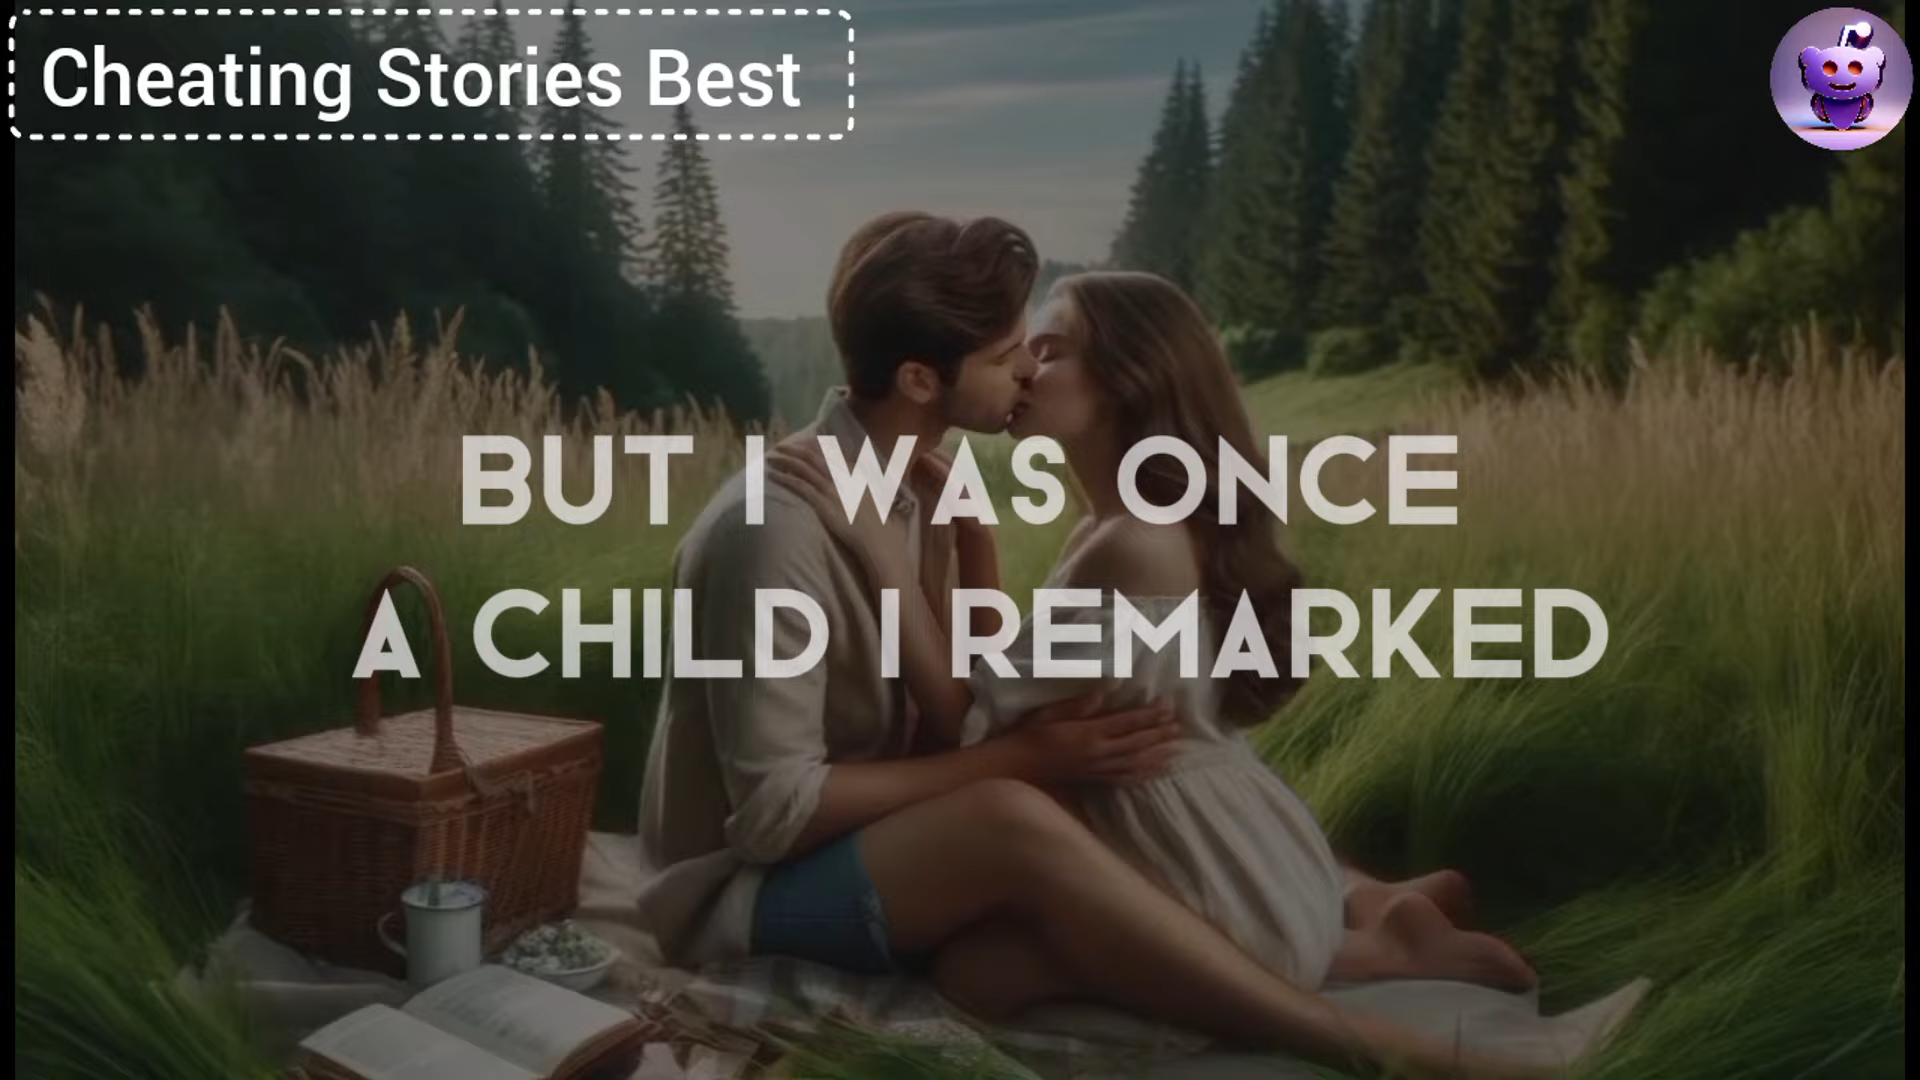 Cheating Stories Best
BUT I WAS ONCE
A CHILD I REMARKED